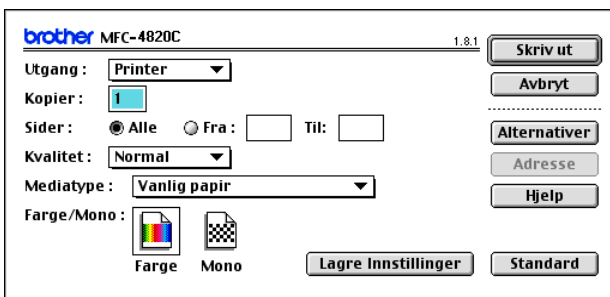 brother MFC-4820C
1.8.1
Skriv ut
Utgang : Printer
Avbryt
Kopier : 1
Sider : Alle Fra : Til:
Alternativer
Kvalitet : Normal
Adresse
Mediatype : Vanlig papir
Hjelp
Farge/Mono :
Farge Mono
Lagre Innstillinger
Standard